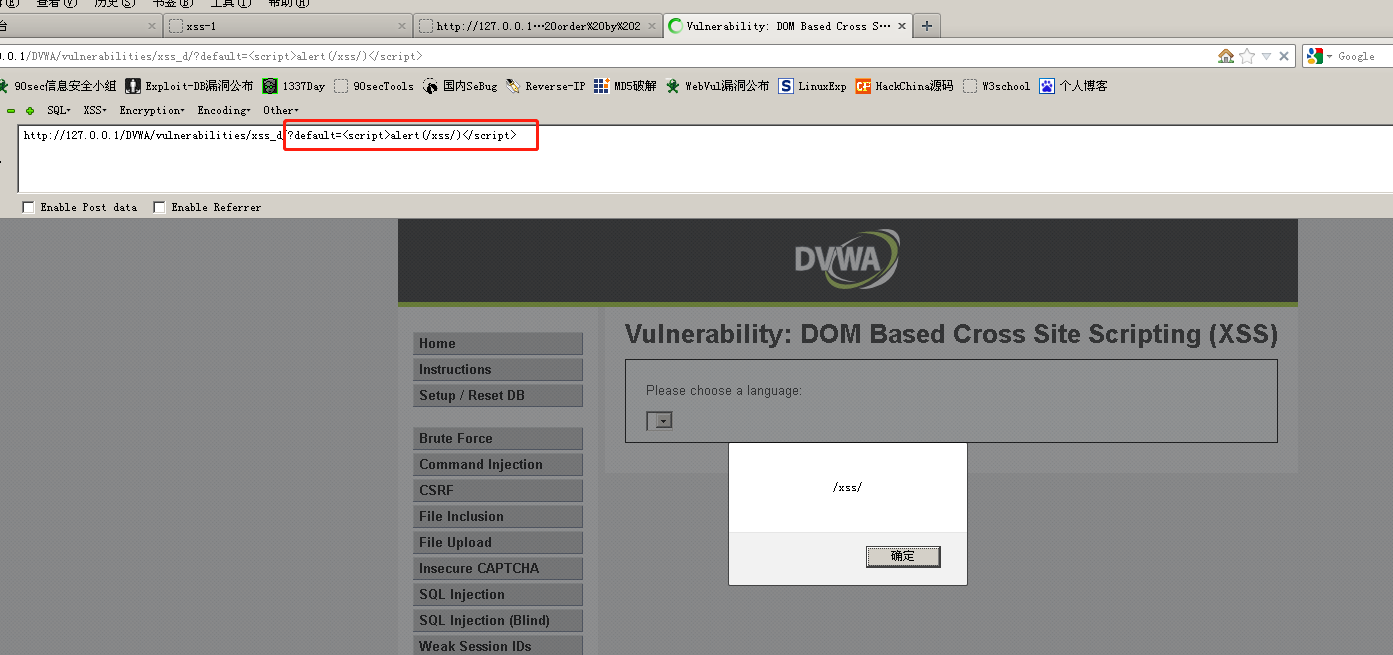 查看(V) 历史(S) 书签(B) 工具(T) 帮助(H)
台 xss-1 http://127.0.0.1···20order%20by%202 Vulnerability: DOM Based Cross S···
0.0.1/DVWA/vulnerabilities/xss_d/?default=<script>alert(/xss/)</script> Google
90sec信息安全小组 Exploit-DB漏洞公布 1337Day 90secTools 国内SeBug Reverse-IP MD5破解 WebVul漏洞公布 LinuxExp HackChina源码 W3school 个人博客
SQL XSS Encryption Encoding Other
http://127.0.0.1/DVWA/vulnerabilities/xss_d/?default=<script>alert(/xss/)</script>
Enable Post data Enable Referrer
DVWA
Vulnerability: DOM Based Cross Site Scripting (XSS)
Please choose a language:
Home
Instructions
Setup / Reset DB
Brute Force
Command Injection
CSRF
File Inclusion
File Upload
Insecure CAPTCHA
SQL Injection
SQL Injection (Blind)
Weak Session IDs
/xss/
确定